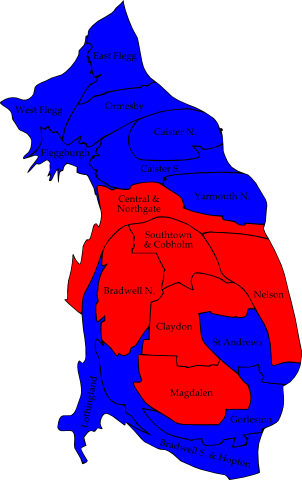 East Flegg
West Flegg
Ormesby
Caister N.
Fleggburgh
Caister S.
Yarmouth N.
Central &
Northgate
Southtown
& Cobholm
Bradwell N.
Nelson
Claydon
St Andrews
Magdalen
Lothingland
Gorleston
Bradwell S. & Hopton